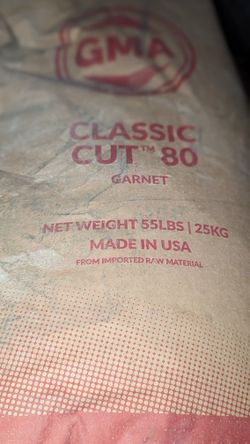 GMA
CLASSIC
CUT™ 80
GARNET
NET WEIGHT 55LBS | 25KG
MADE IN USA
FROM IMPORTED RAW MATERIAL